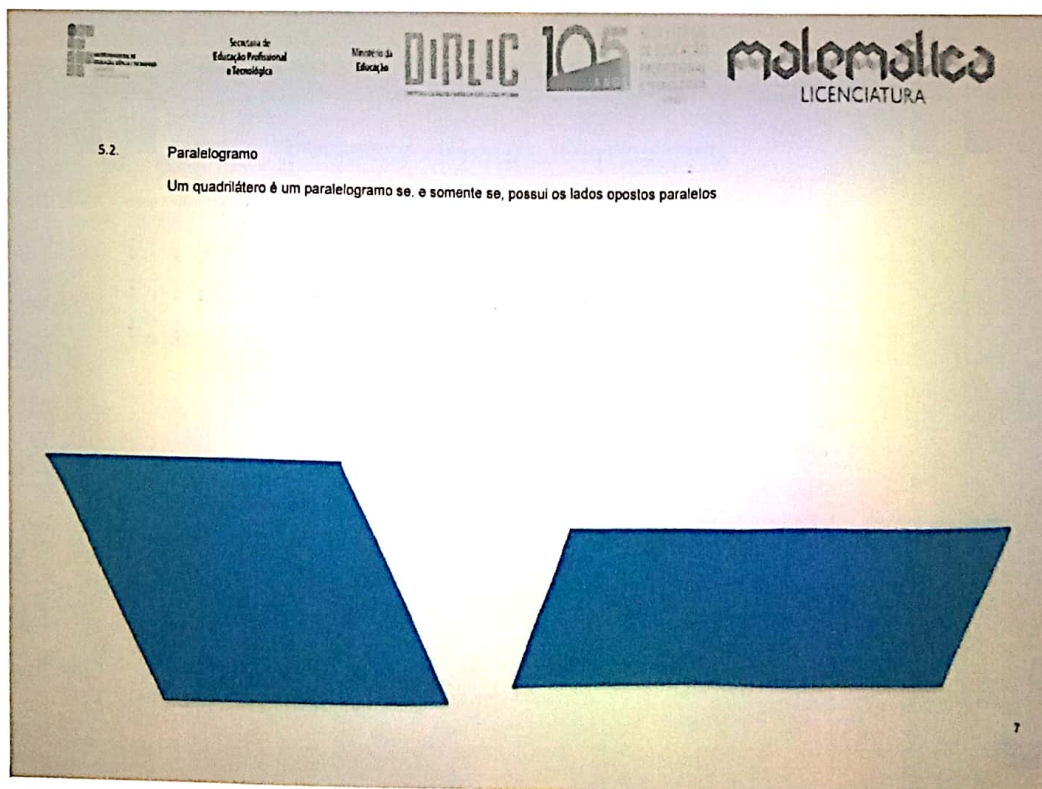 Secretaria de
Educação Profissional
e Tecnológica
Ministério da
Educação
105
matemática
LICENCIATURA
5.2. Paralelogramo
Um quadrilátero é um paralelogramo se, e somente se, possui os lados opostos paralelos
7